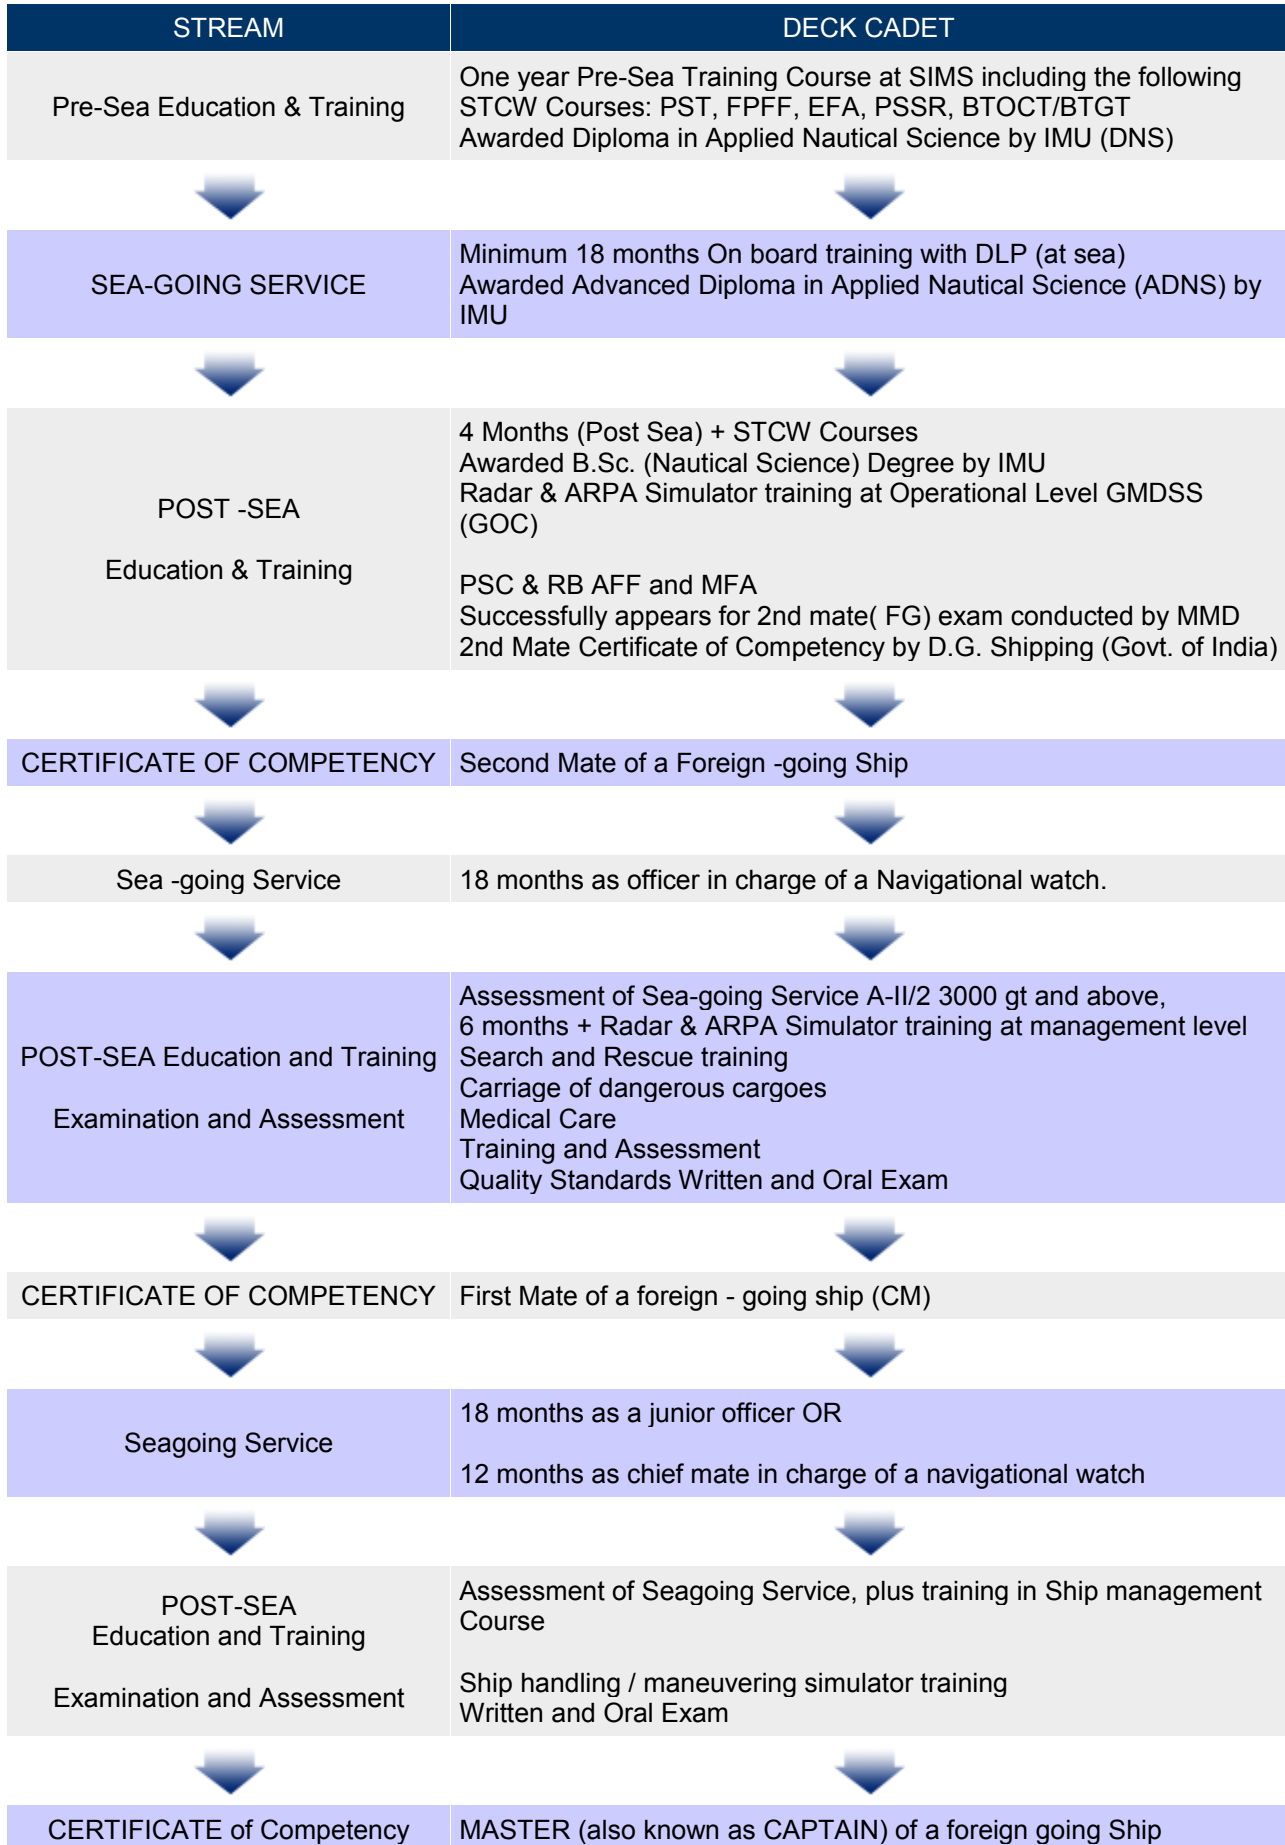 STREAM
DECK CADET
Pre-Sea Education & Training
One year Pre-Sea Training Course at SIMS including the following
STCW Courses: PST, FPFF, EFA, PSSR, BTOCT/BTGT
Awarded Diploma in Applied Nautical Science by IMU (DNS)
SEA-GOING SERVICE
Minimum 18 months On board training with DLP (at sea)
Awarded Advanced Diploma in Applied Nautical Science (ADNS) by
IMU
POST -SEA
Education & Training
4 Months (Post Sea) + STCW Courses
Awarded B.Sc. (Nautical Science) Degree by IMU
Radar & ARPA Simulator training at Operational Level GMDSS
(GOC)
PSC & RB AFF and MFA
Successfully appears for 2nd mate( FG) exam conducted by MMD
2nd Mate Certificate of Competency by D.G. Shipping (Govt. of India)
CERTIFICATE OF COMPETENCY
Second Mate of a Foreign -going Ship
Sea -going Service
18 months as officer in charge of a Navigational watch.
POST-SEA Education and Training
Examination and Assessment
Assessment of Sea-going Service A-II/2 3000 gt and above,
6 months + Radar & ARPA Simulator training at management level
Search and Rescue training
Carriage of dangerous cargoes
Medical Care
Training and Assessment
Quality Standards Written and Oral Exam
CERTIFICATE OF COMPETENCY
First Mate of a foreign - going ship (CM)
Seagoing Service
18 months as a junior officer OR
12 months as chief mate in charge of a navigational watch
POST-SEA
Education and Training
Examination and Assessment
Assessment of Seagoing Service, plus training in Ship management
Course
Ship handling / maneuvering simulator training
Written and Oral Exam
CERTIFICATE of Competency
MASTER (also known as CAPTAIN) of a foreign going Ship